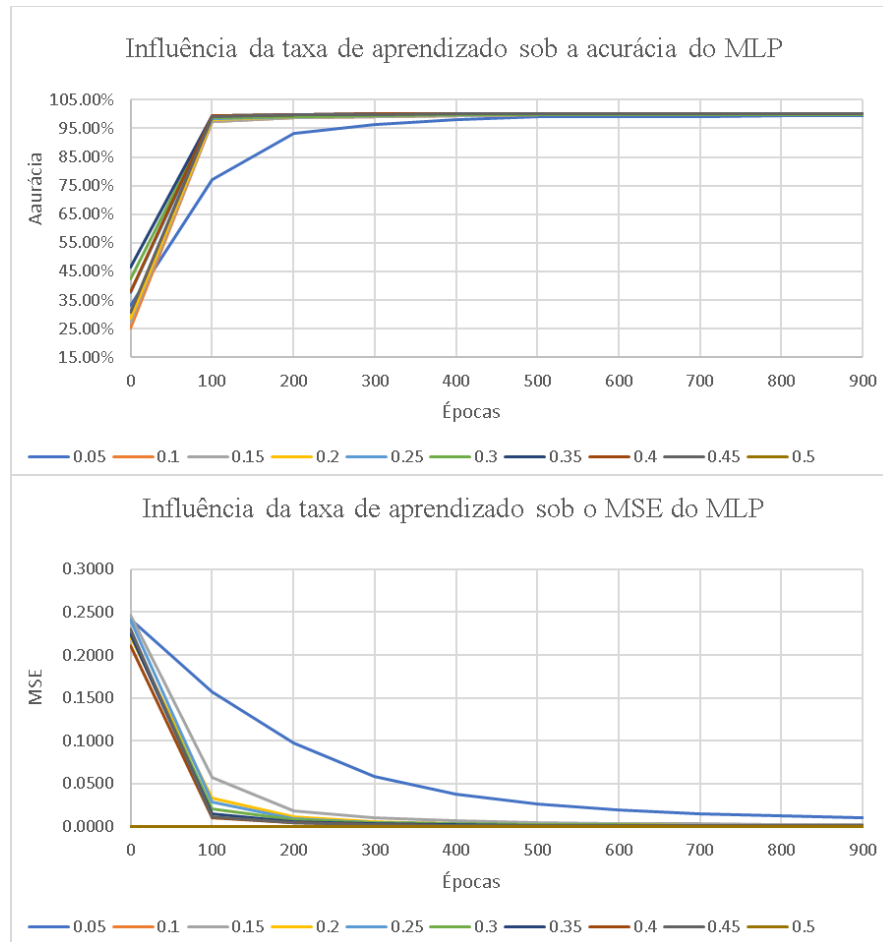 Influência da taxa de aprendizado sob a acurácia do MLP
105.00%
95.00%
85.00%
75.00%
65.00%
55.00%
45.00%
35.00%
25.00%
15.00%
Aaurácia
0 100 200 300 400 500 600 700 800 900
Épocas
0.05 0.1 0.15 0.2 0.25 0.3 0.35 0.4 0.45 0.5
Influência da taxa de aprendizado sob o MSE do MLP
0.3000
0.2500
0.2000
0.1500
0.1000
0.0500
0.0000
MSE
0 100 200 300 400 500 600 700 800 900
Épocas
0.05 0.1 0.15 0.2 0.25 0.3 0.35 0.4 0.45 0.5